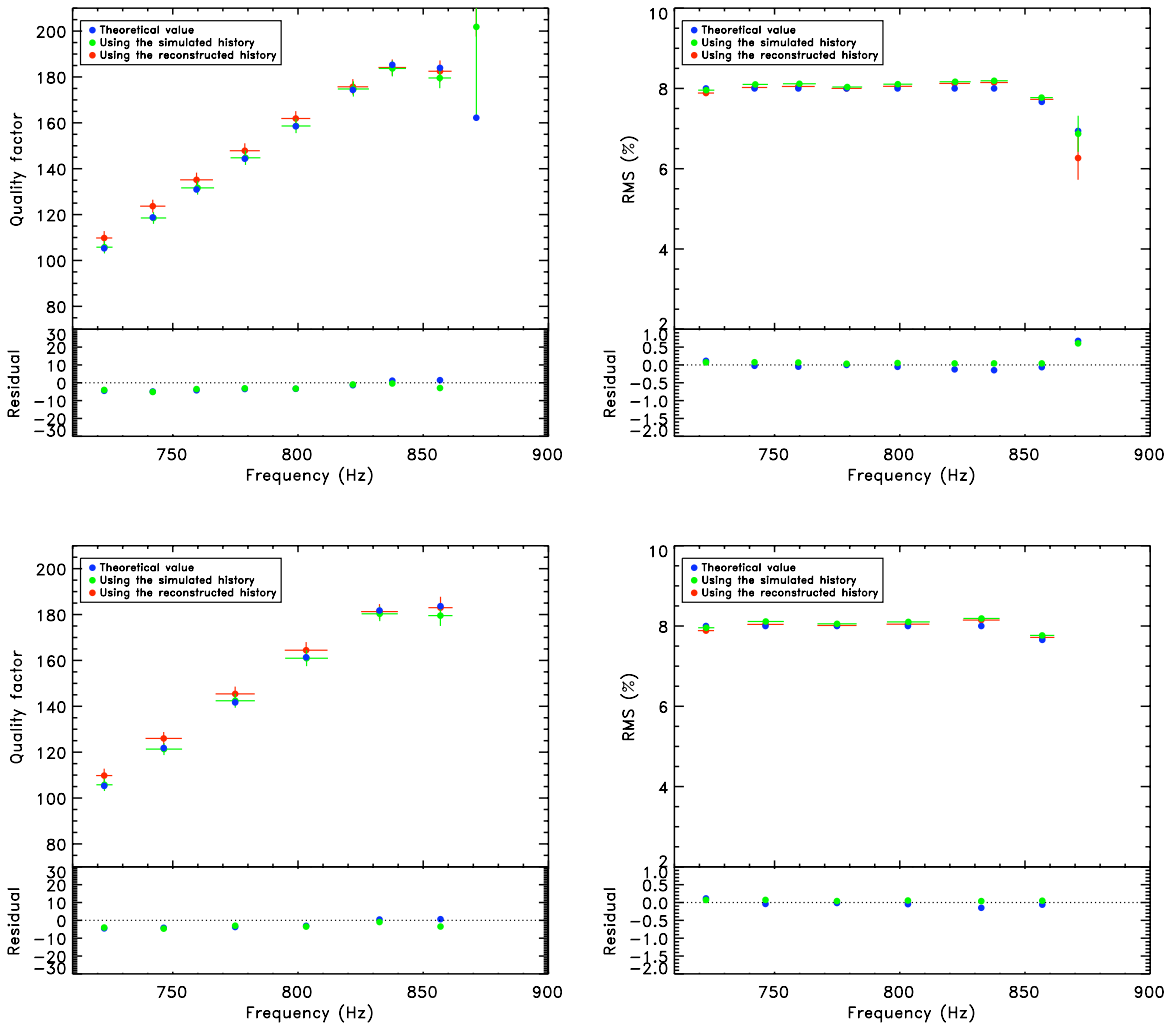 200
180
160
140
120
100
80
Quality factor
Theoretical value
Using the simulated history
Using the reconstructed history
30
20
10
0
−10
−20
−30
Residual
750 800 850 900
Frequency (Hz)
10
8
6
4
2
RMS (%)
Theoretical value
Using the simulated history
Using the reconstructed history
1.0
0.5
0.0
−0.5
−1.0
−1.5
−2.0
Residual
750 800 850 900
Frequency (Hz)
200
180
160
140
120
100
80
Quality factor
Theoretical value
Using the simulated history
Using the reconstructed history
30
20
10
0
−10
−20
−30
Residual
750 800 850 900
Frequency (Hz)
10
8
6
4
2
RMS (%)
Theoretical value
Using the simulated history
Using the reconstructed history
1.0
0.5
0.0
−0.5
−1.0
−1.5
−2.0
Residual
750 800 850 900
Frequency (Hz)